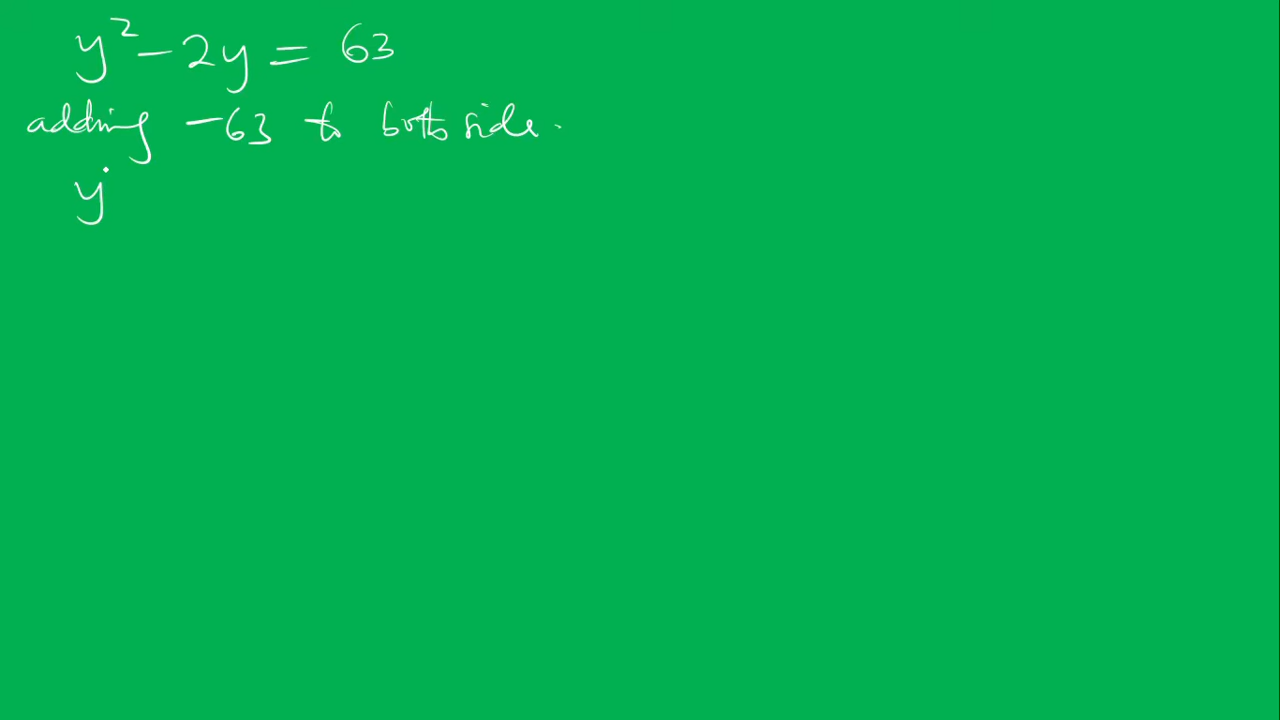 y² - 2y = 63
adding -63 to both side.
y